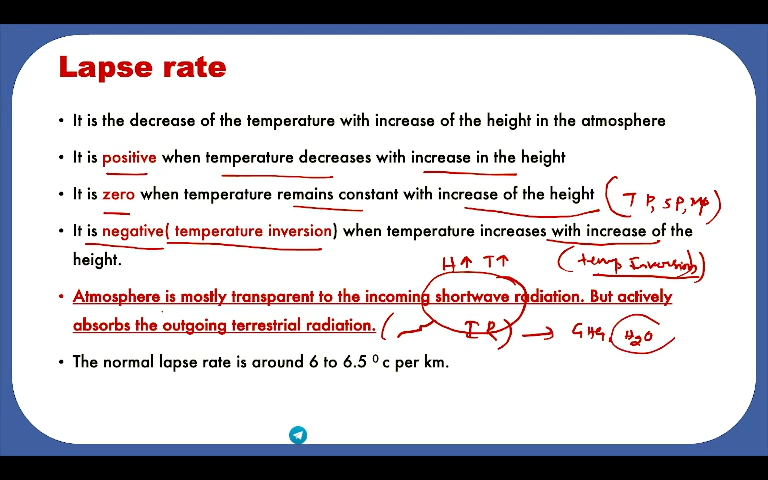 Lapse rate
• It is the decrease of the temperature with increase of the height in the atmosphere
• It is positive when temperature decreases with increase in the height
• It is zero when temperature remains constant with increase of the height
(T P, S P, MP)
• It is negative( temperature inversion) when temperature increases with increase of the
height.
H↑ T↑
(temp Inversion)
• Atmosphere is mostly transparent to the incoming shortwave radiation. But actively
absorbs the outgoing terrestrial radiation.
( IR) → GHG, H2O
• The normal lapse rate is around 6 to 6.5 ⁰ c per km.